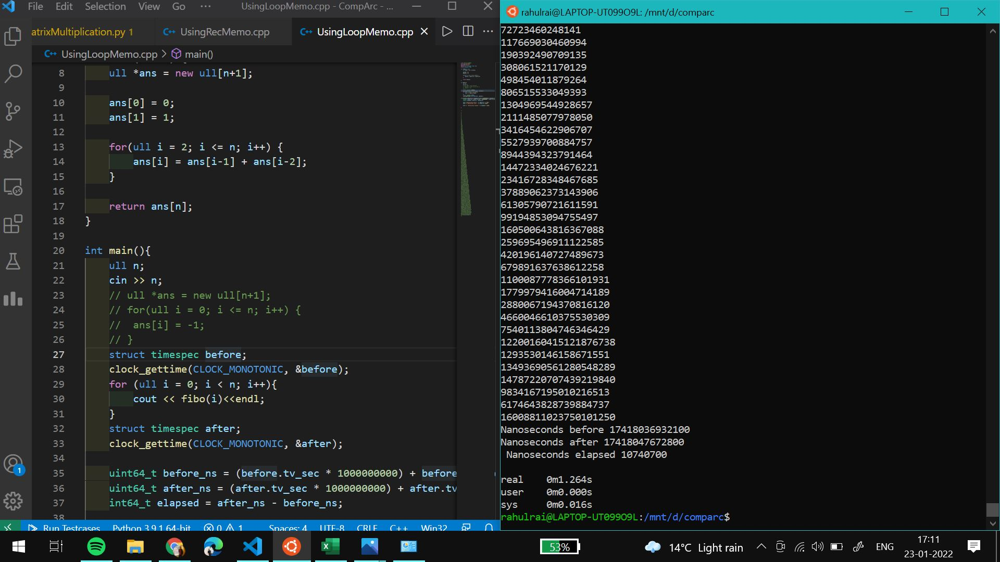 File Edit Selection View Go ··· UsingLoopMemo.cpp - CompArc - ...
atrixMultiplication.py 1 C++ UsingRecMemo.cpp C++ UsingLoopMemo.cpp
C++ UsingLoopMemo.cpp > main()
8 ull *ans = new ull[n+1];
9
10 ans[0] = 0;
11 ans[1] = 1;
12
13 for(ull i = 2; i <= n; i++) {
14 ans[i] = ans[i-1] + ans[i-2];
15 }
16
17 return ans[n];
18 }
19
20 int main(){
21 ull n;
22 cin >> n;
23 // ull *ans = new ull[n+1];
24 // for(ull i = 0; i <= n; i++) {
25 //  ans[i] = -1;
26 // }
27 struct timespec before;
28 clock_gettime(CLOCK_MONOTONIC, &before);
29 for (ull i = 0; i < n; i++){
30 cout << fibo(i)<<endl;
31 }
32 struct timespec after;
33 clock_gettime(CLOCK_MONOTONIC, &after);
34
35 uint64_t before_ns = (before.tv_sec * 1000000000) + before
36 uint64_t after_ns = (after.tv_sec * 1000000000) + after.tv
37 int64_t elapsed = after_ns - before_ns;
38
1
Run Testcases Python 3.9.1 64-bit 0 1 Spaces: 4 UTF-8 CRLF C++ Win32
rahulrai@LAPTOP-UT099O9L: /mnt/d/comparc
72723460248141
117669030460994
190392490709135
308061521170129
498454011879264
806515533049393
1304969544928657
2111485077978050
3416454622906707
5527939700884757
8944394323791464
14472334024676221
23416728348467685
37889062373143906
61305790721611591
99194853094755497
160500643816367088
259695496911122585
420196140727489673
679891637638612258
1100087778366101931
1779979416004714189
2880067194370816120
4660046610375530309
7540113804746346429
12200160415121876738
1293530146158671551
13493690561280548289
14787220707439219840
9834167195010216513
6174643828739884737
16008811023750101250
Nanoseconds before 17418036932100
Nanoseconds after 17418047672800
Nanoseconds elapsed 10740700
real 0m1.264s
user 0m0.000s
sys 0m0.016s
rahulrai@LAPTOP-UT099O9L:/mnt/d/comparc$
53% 14°C Light rain ENG 17:11
23-01-2022